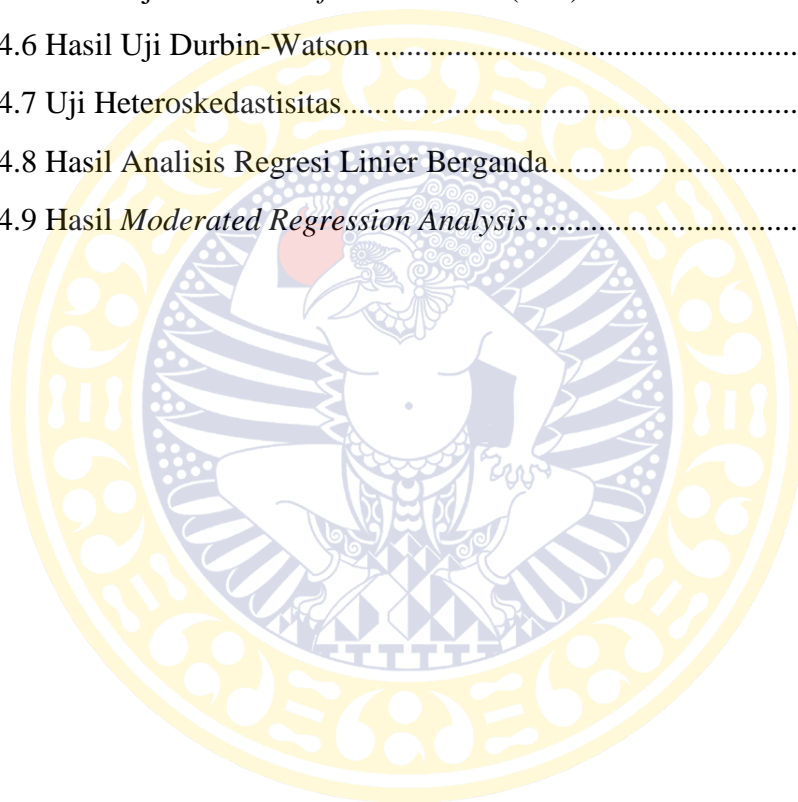 4.6 Hasil Uji Durbin-Watson ................................................
4.7 Uji Heteroskedastisitas....................................................
4.8 Hasil Analisis Regresi Linier Berganda..............................
4.9 Hasil Moderated Regression Analysis ................................